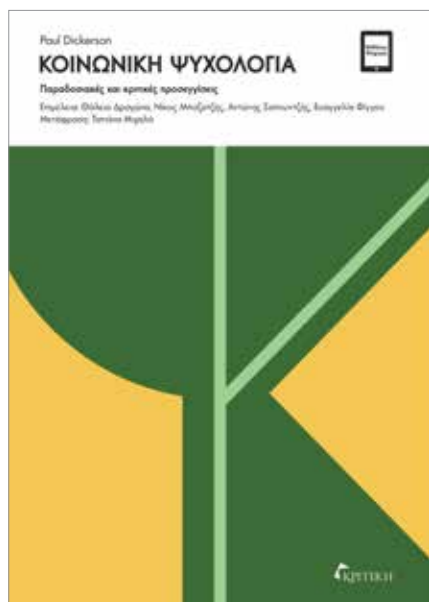 Paul Dickerson
ΚΟΙΝΩΝΙΚΗ ΨΥΧΟΛΟΓΙΑ
Παραδοσιακές και κριτικές προσεγγίσεις
Επιμέλεια: Θάλεια Δραγώνα, Νίκος Μποζατζής, Αντώνης Σαπουντζής, Ευαγγελία Φίγγου
Μετάφραση: Τατιάνα
ΚΡΙΤΙΚΗ